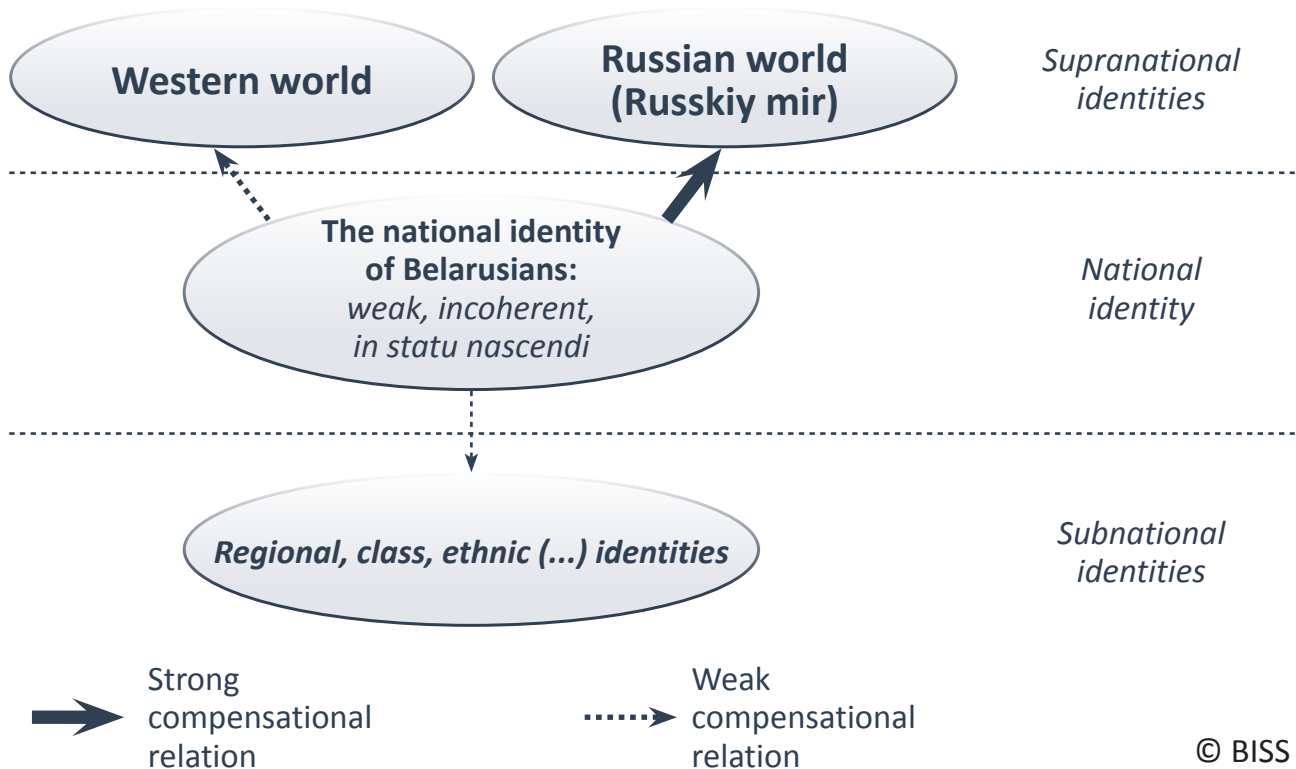 Western world
Russian world
(Russkiy mir)
Supranational
identities
The national identity
of Belarusians:
weak, incoherent,
in statu nascendi
National
identity
Regional, class, ethnic (...) identities
Subnational
identities
Strong
compensational
relation
Weak
compensational
relation
© BISS